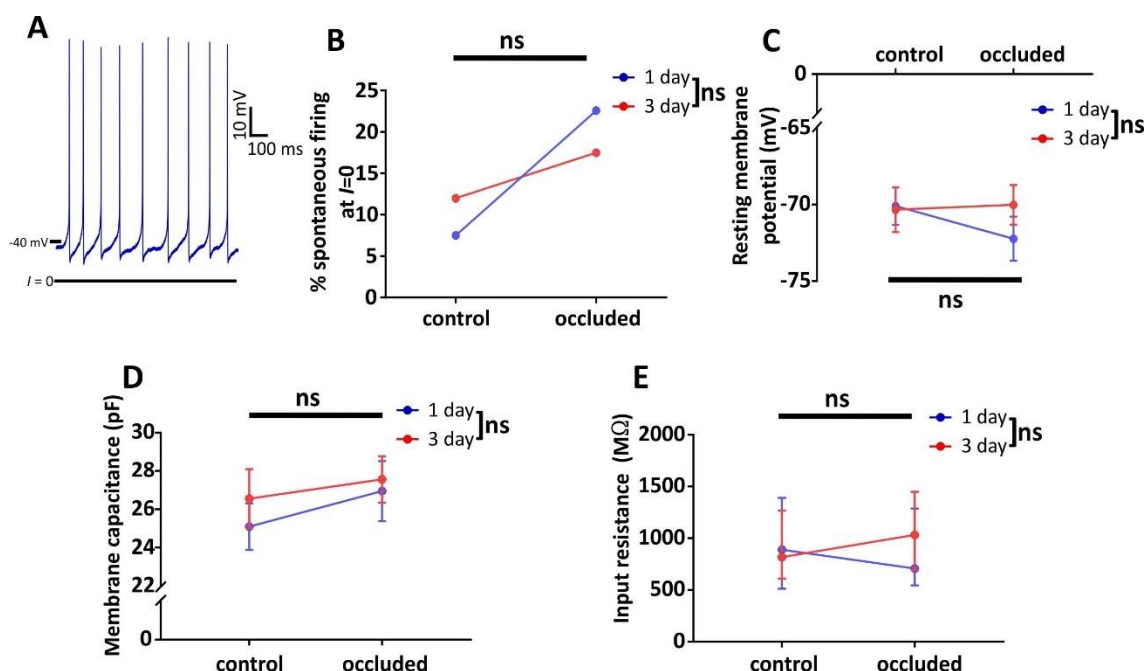 A
10 mV
100 ms
-40 mV
I = 0
B
ns
1 day
3 day
ns
% spontaneous firing
at I=0
25
20
15
10
5
0
control
occluded
C
control
occluded
0
-65
-70
-75
Resting membrane
potential (mV)
1 day
3 day
ns
ns
D
ns
1 day
3 day
ns
Membrane capacitance (pF)
30
28
26
24
22
0
control
occluded
E
ns
1 day
3 day
ns
Input resistance (MΩ)
2000
1500
1000
500
0
control
occluded